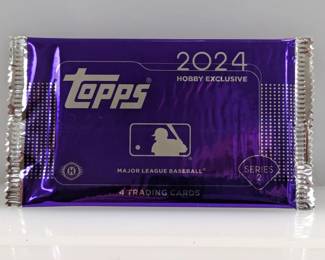 2024
HOBBY EXCLUSIVE
Topps
H
MAJOR LEAGUE BASEBALL
SERIES
2
4 TRADING CARDS